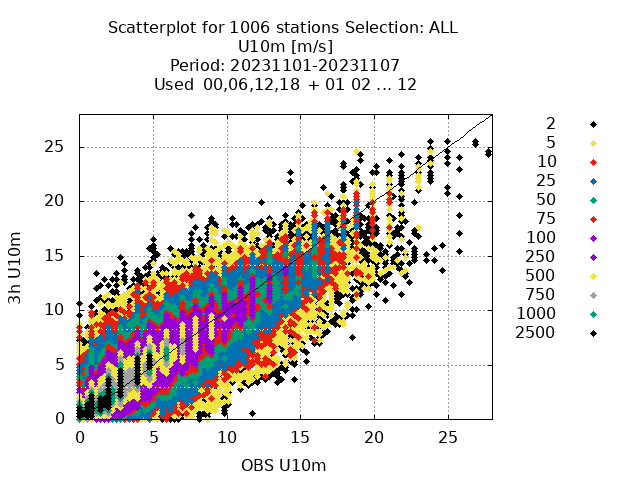 Scatterplot for 1006 stations Selection: ALL
U10m [m/s]
Period: 20231101-20231107
Used 00,06,12,18 + 01 02 ... 12
3h U10m
25
20
15
10
5
0
0 5 10 15 20 25
OBS U10m
2
5
10
25
50
75
100
250
500
750
1000
2500